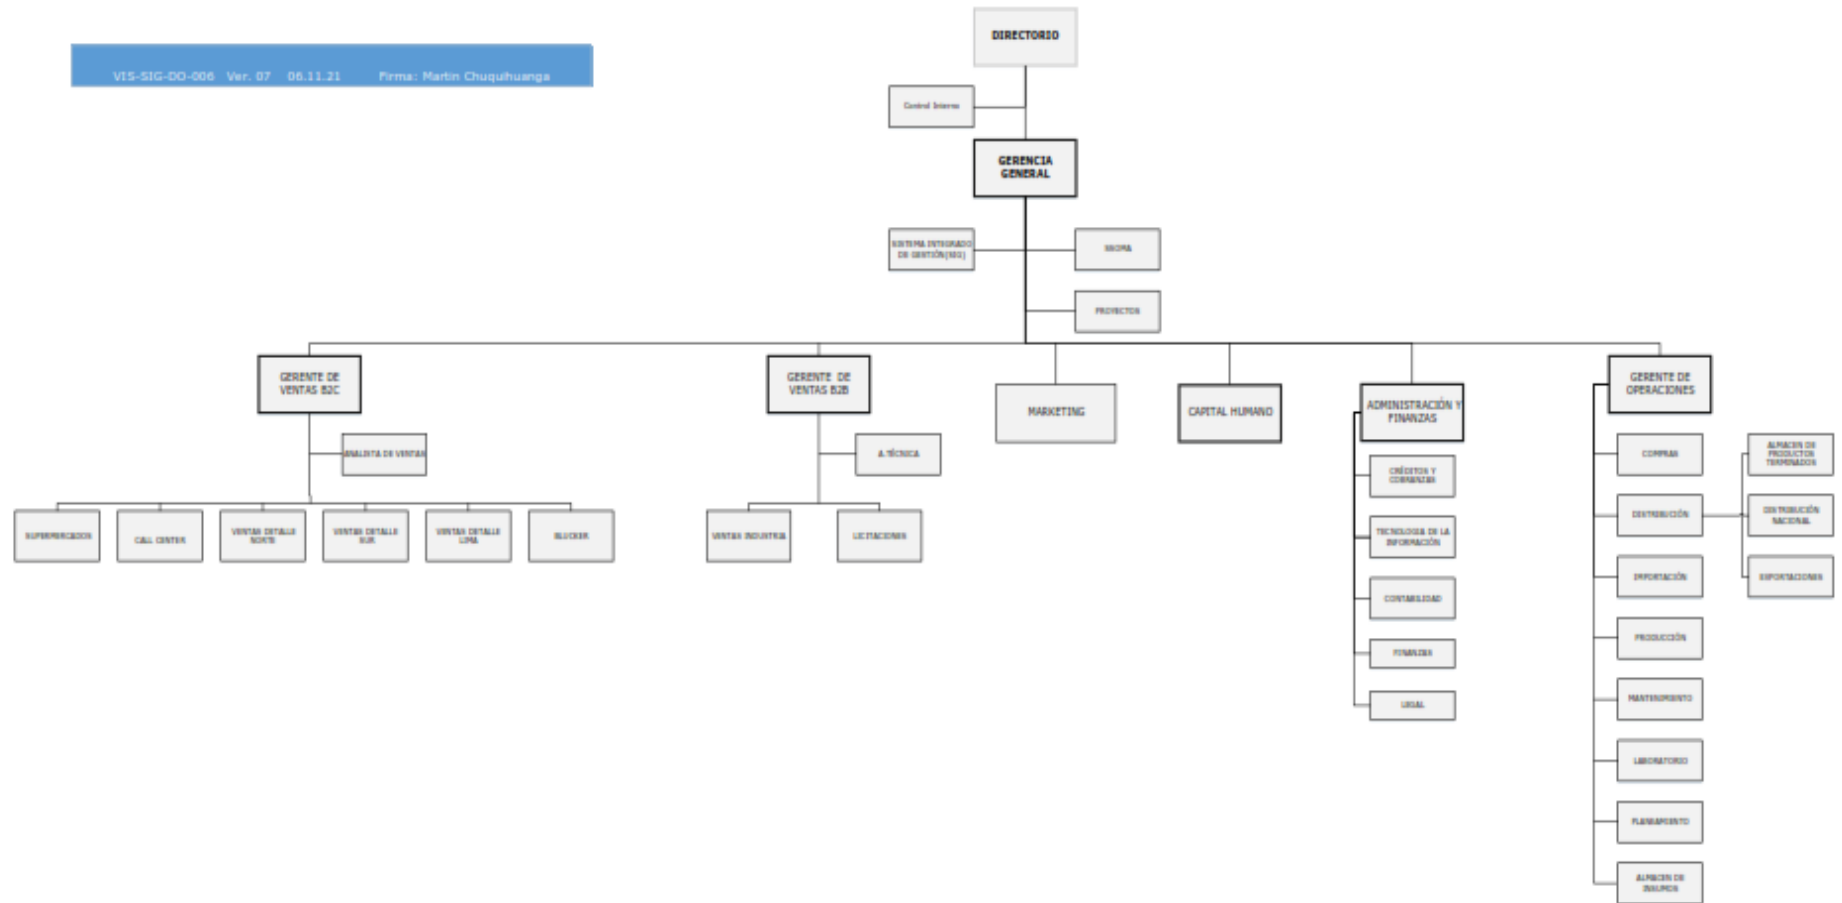 DIRECTORIO
VIS-SIG-DO-006   Ver. 07   06.11.21   Firma: Martin Chuquihuanga
Control Interno
GERENCIA
GENERAL
SISTEMA INTEGRADO
DE GESTIÓN(SIG)
SSOMA
PROYECTOS
GERENTE DE
VENTAS B2C
GERENTE DE
VENTAS B2B
MARKETING
CAPITAL HUMANO
ADMINISTRACIÓN Y
FINANZAS
GERENTE DE
OPERACIONES
ANALISTA DE VENTAS
A.TÉCNICA
CRÉDITOS Y
COBRANZAS
COMPRAS
ALMACEN DE
PRODUCTOS
TERMINADOS
SUPERMERCADOS
CALL CENTER
VENTAS DETALLE
NORTE
VENTAS DETALLE
SUR
VENTAS DETALLE
LIMA
BLUCKER
VENTAS INDUSTRIA
LICITACIONES
TECNOLOGIA DE LA
INFORMACIÓN
DISTRIBUCIÓN
DISTRIBUCIÓN
NACIONAL
CONTABILIDAD
IMPORTACIÓN
EXPORTACIONES
FINANZAS
PRODUCCIÓN
LEGAL
MANTENIMIENTO
LABORATORIO
PLANEAMIENTO
ALMACEN DE
INSUMOS